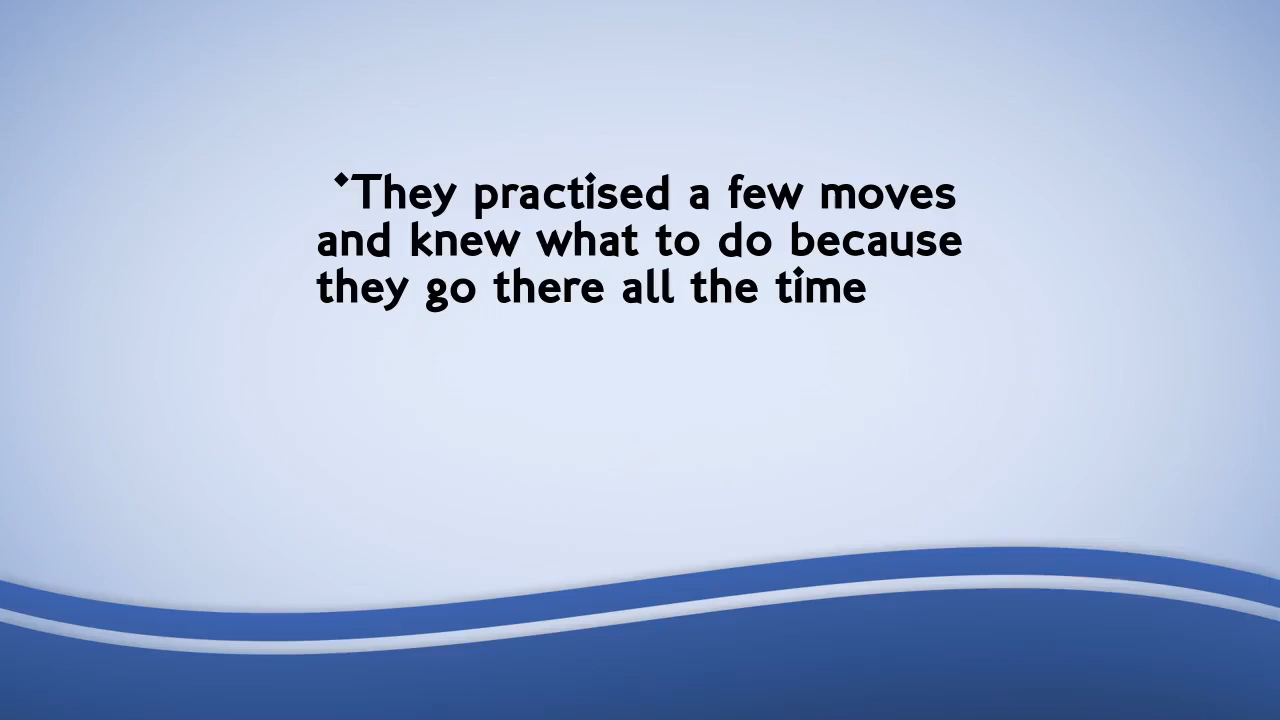 •They practised a few moves
and knew what to do because
they go there all the time